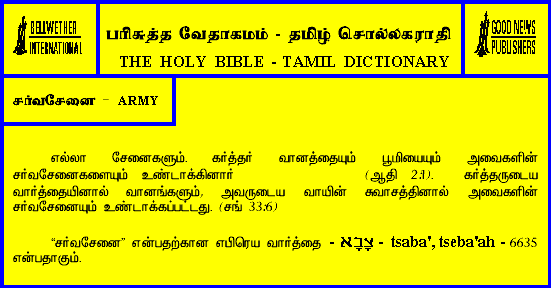 BELLWETHER
INTERNATIONAL
பரிசுத்த வேதாகமம் - தமிழ் சொல்லகராதி
THE HOLY BIBLE - TAMIL DICTIONARY
GOOD NEWS
PUBLISHERS
சர்வசேனை - ARMY
எல்லா சேனைகளும். கர்த்தர் வானத்தையும் பூமியையும் அவைகளின்
சர்வசேனைகளையும் உண்டாக்கினார் (ஆதி 2:1). கர்த்தருடைய
வார்த்தையினால் வானங்களும், அவருடைய வாயின் சுவாசத்தினால் அவைகளின்
சர்வசேனையும் உண்டாக்கப்பட்டது. (சங் 33:6)
“சர்வசேனை” என்பதற்கான எபிரெய வார்த்தை - צָבָא - tsaba', tseba'ah - 6635
என்பதாகும்.